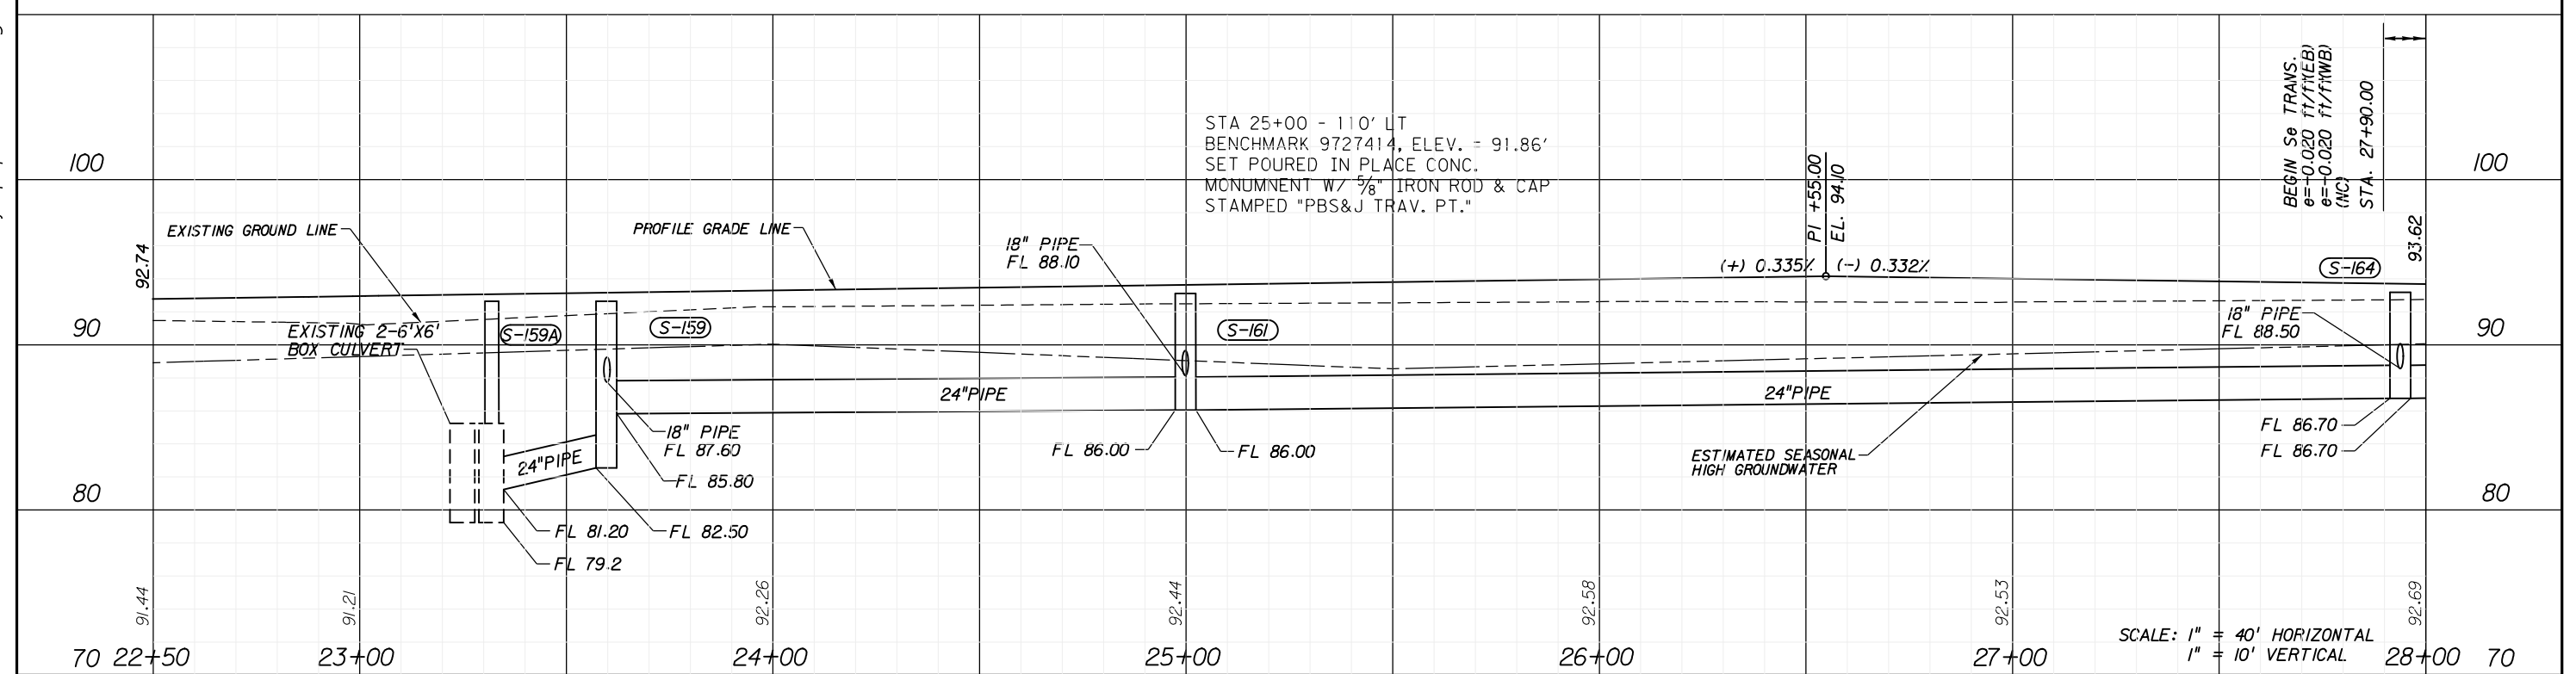 STA 25+00 - 110' LT
BENCHMARK 9727414, ELEV. = 91.86'
SET POURED IN PLACE CONC.
MONUMNENT W/ 5/8" IRON ROD & CAP
STAMPED "PBS&J TRAV. PT."
BEGIN Se TRANS.
e=-0.020 ft/ft(EB)
e=-0.020 ft/ft(WB)
(NC)
STA. 27+90.00
100
100
EXISTING GROUND LINE
PROFILE GRADE LINE
18" PIPE
FL 88.10
PI +55.00
EL. 94.10
92.74
93.62
(+) 0.335%
(-) 0.332%
S-164
90
EXISTING 2-6'X6'
BOX CULVERT
S-159A
S-159
S-161
18" PIPE
FL 88.50
90
24"PIPE
24"PIPE
18" PIPE
FL 87.60
FL 85.80
FL 86.00
FL 86.00
FL 86.70
FL 86.70
24"PIPE
ESTIMATED SEASONAL
HIGH GROUNDWATER
80
80
FL 81.20
FL 82.50
FL 79.2
91.44
91.21
92.26
92.44
92.58
92.53
92.69
SCALE: 1" = 40' HORIZONTAL
1" = 10' VERTICAL
70 22+50
23+00
24+00
25+00
26+00
27+00
28+00 70